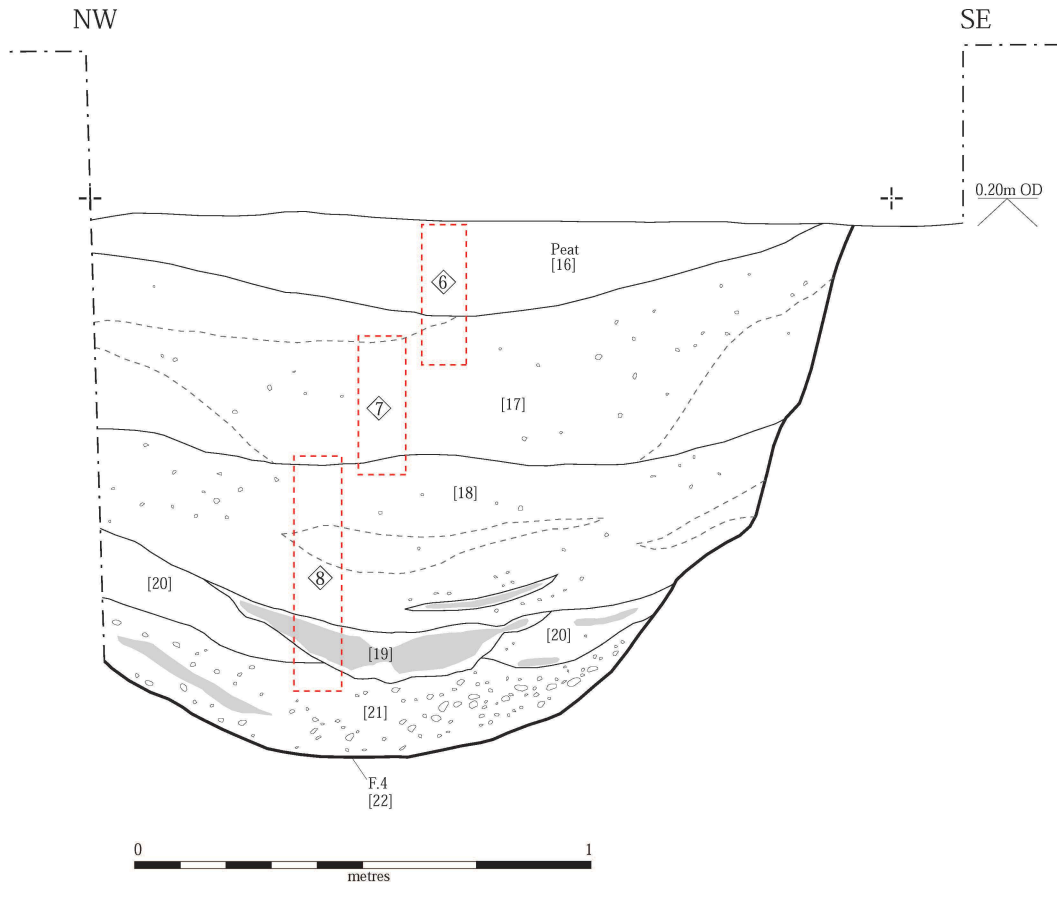 NW
SE
0.20m OD
Peat
[16]
6
7
[17]
[18]
8
[20]
[20]
[19]
[21]
F.4
[22]
0
1
metres